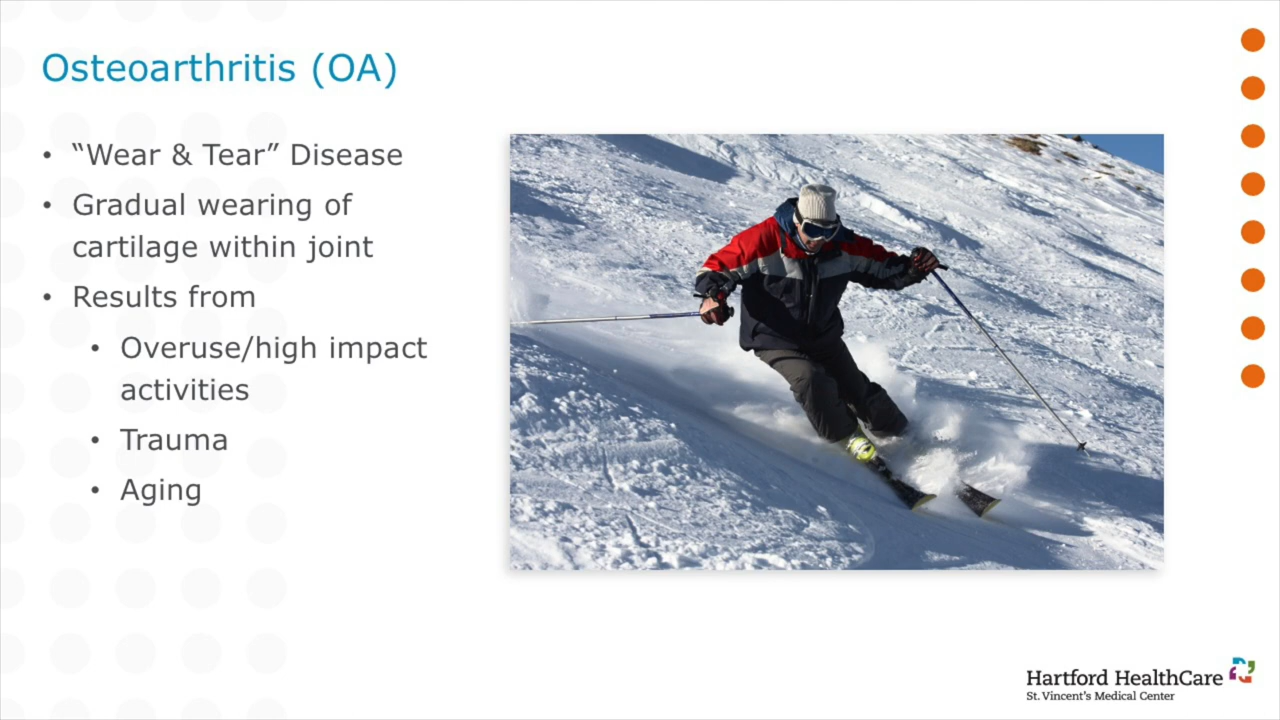 Osteoarthritis (OA)
• “Wear & Tear” Disease
• Gradual wearing of
cartilage within joint
• Results from
• Overuse/high impact
activities
• Trauma
• Aging
Hartford HealthCare
St. Vincent's Medical Center